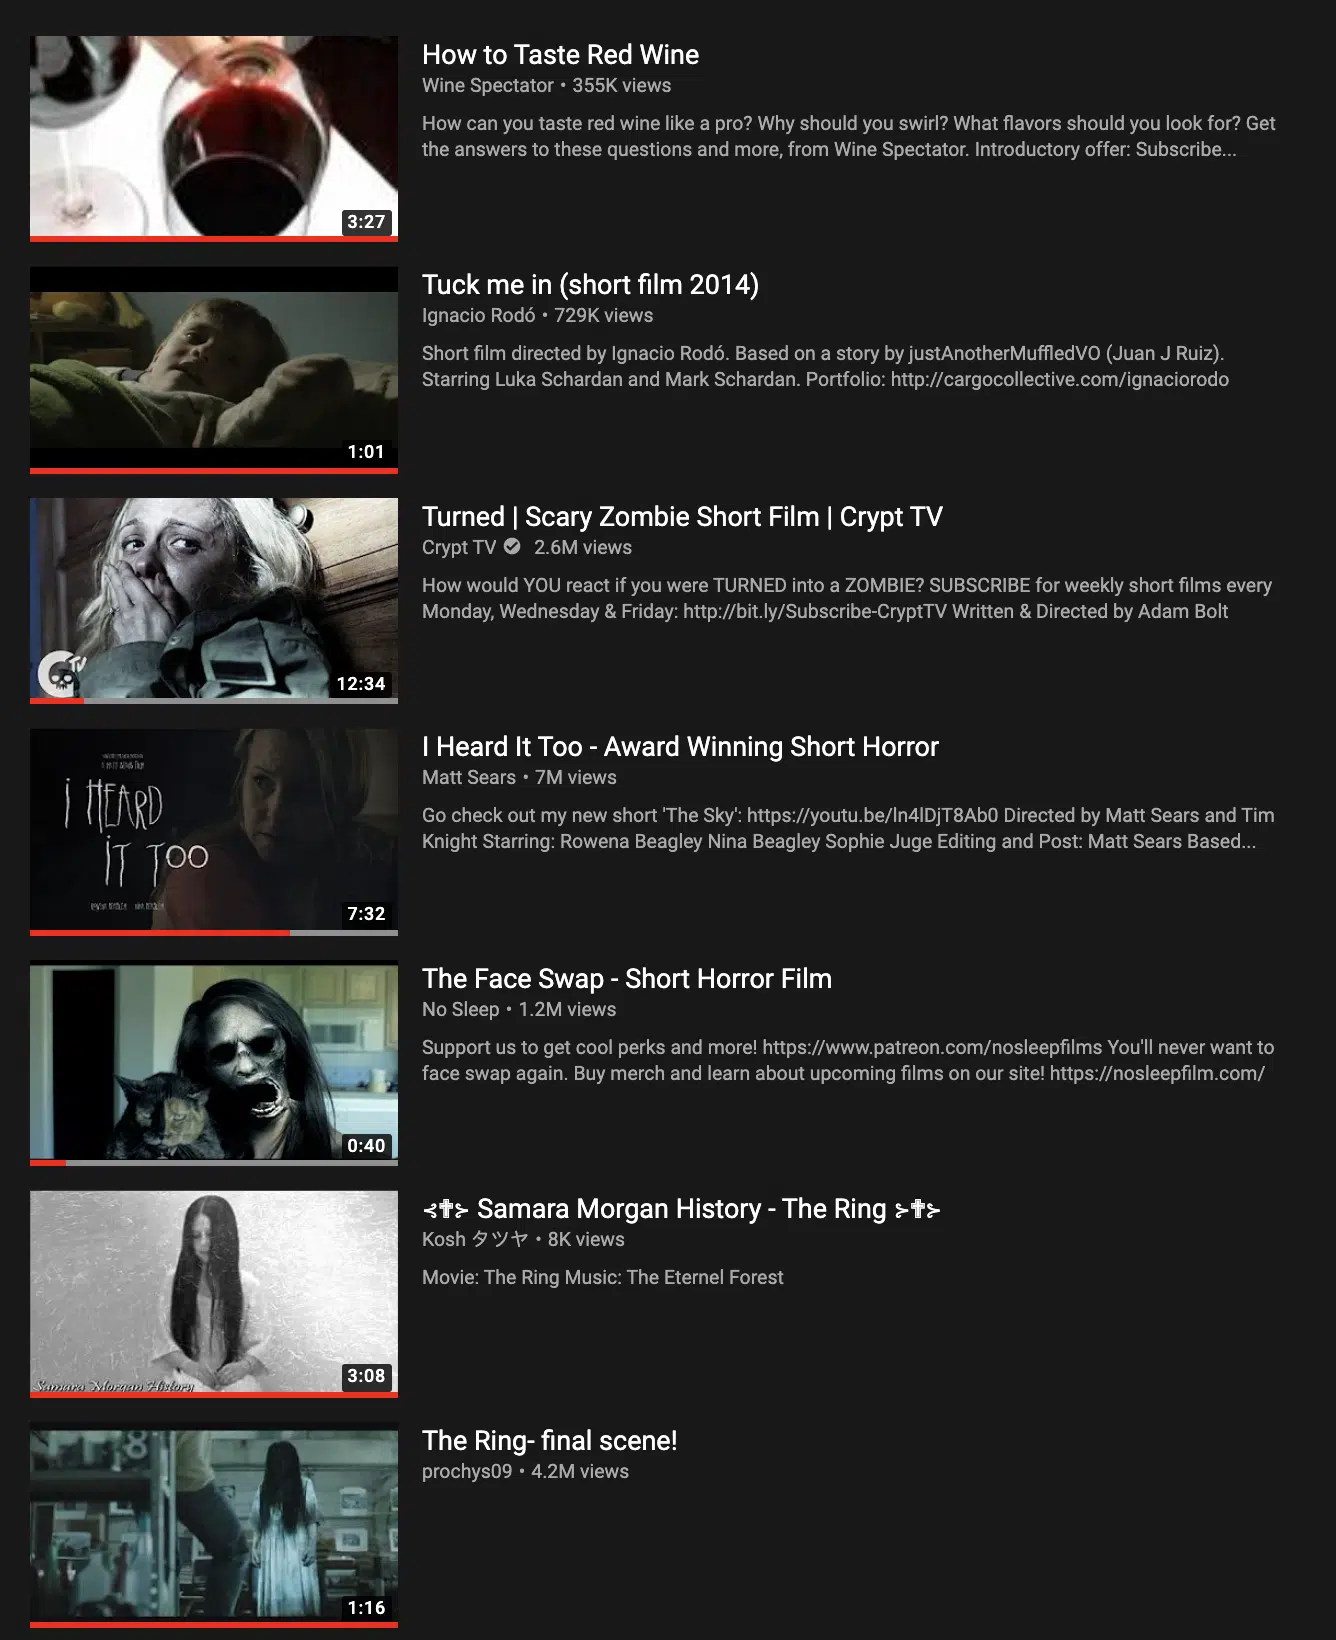 How to Taste Red Wine
Wine Spectator • 355K views
How can you taste red wine like a pro? Why should you swirl? What flavors should you look for? Get
the answers to these questions and more, from Wine Spectator. Introductory offer: Subscribe...
3:27
Tuck me in (short film 2014)
Ignacio Rodó • 729K views
Short film directed by Ignacio Rodó. Based on a story by justAnotherMuffledVO (Juan J Ruiz).
Starring Luka Schardan and Mark Schardan. Portfolio: http://cargocollective.com/ignaciorodo
1:01
Turned | Scary Zombie Short Film | Crypt TV
Crypt TV 2.6M views
How would YOU react if you were TURNED into a ZOMBIE? SUBSCRIBE for weekly short films every
Monday, Wednesday & Friday: http://bit.ly/Subscribe-CryptTV Written & Directed by Adam Bolt
TV
12:34
I Heard It Too - Award Winning Short Horror
Matt Sears • 7M views
Go check out my new short 'The Sky': https://youtu.be/ln4lDjT8Ab0 Directed by Matt Sears and Tim
Knight Starring: Rowena Beagley Nina Beagley Sophie Juge Editing and Post: Matt Sears Based...
I HEARD
IT TOO
7:32
The Face Swap - Short Horror Film
No Sleep • 1.2M views
Support us to get cool perks and more! https://www.patreon.com/nosleepfilms You'll never want to
face swap again. Buy merch and learn about upcoming films on our site! https://nosleepfilm.com/
0:40
⊰✟⊱ Samara Morgan History - The Ring ⊱✟⊱
Kosh タツヤ • 8K views
Movie: The Ring Music: The Eternel Forest
3:08
Samara Morgan History
The Ring- final scene!
prochys09 • 4.2M views
8
1:16